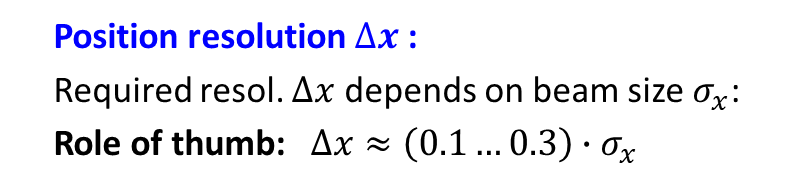 Position resolution Δx :
Required resol. Δx depends on beam size σₓ:
Role of thumb: Δx ≈ (0.1 … 0.3) · σₓ